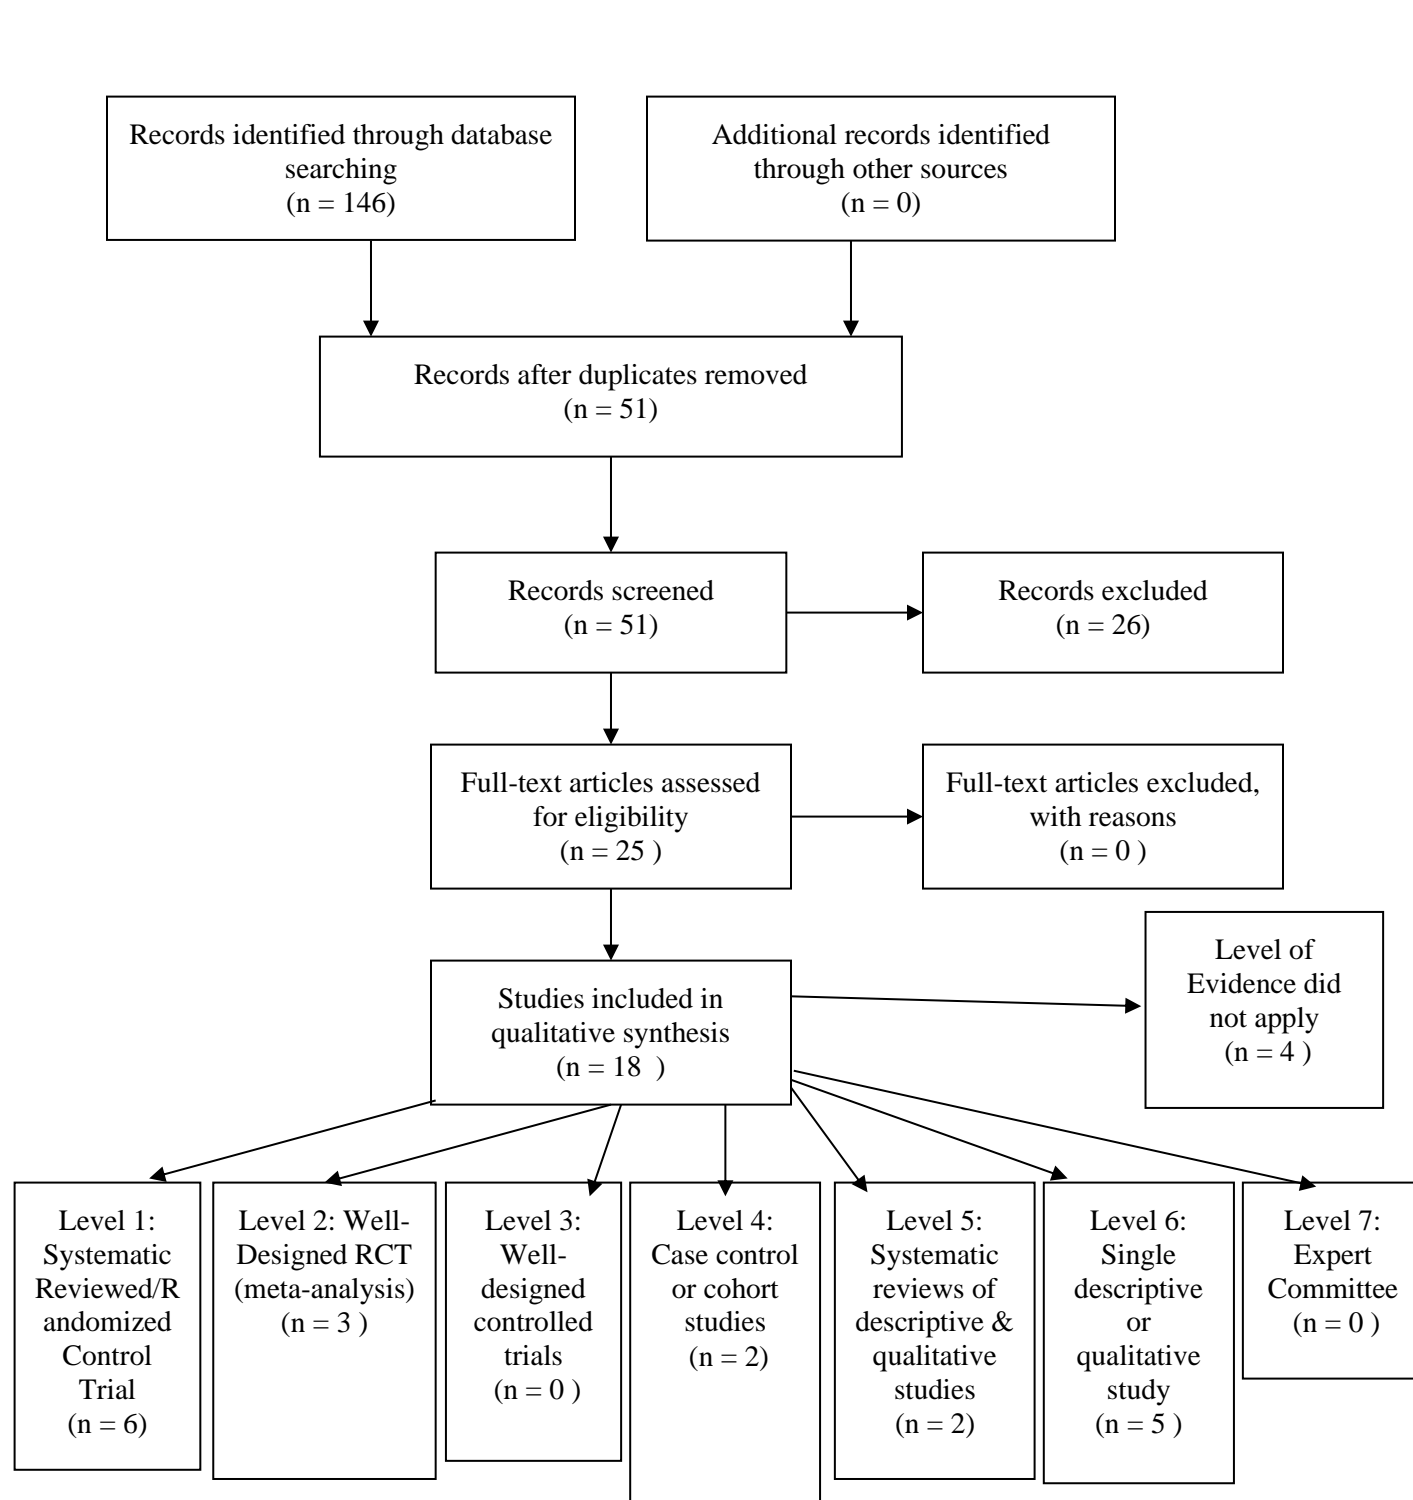 Records identified through database
searching
(n = 146)
Additional records identified
through other sources
(n = 0)
Records after duplicates removed
(n = 51)
Records screened
(n = 51)
Records excluded
(n = 26)
Full-text articles assessed
for eligibility
(n = 25 )
Full-text articles excluded,
with reasons
(n = 0 )
Studies included in
qualitative synthesis
(n = 18  )
Level of
Evidence did
not apply
(n = 4 )
Level 1:
Systematic
Reviewed/R
andomized
Control
Trial
(n = 6)
Level 2: Well-
Designed RCT
(meta-analysis)
(n = 3 )
Level 3:
Well-
designed
controlled
trials
(n = 0 )
Level 4:
Case control
or cohort
studies
(n = 2)
Level 5:
Systematic
reviews of
descriptive &
qualitative
studies
(n = 2)
Level 6:
Single
descriptive
or
qualitative
study
(n = 5 )
Level 7:
Expert
Committee
(n = 0 )